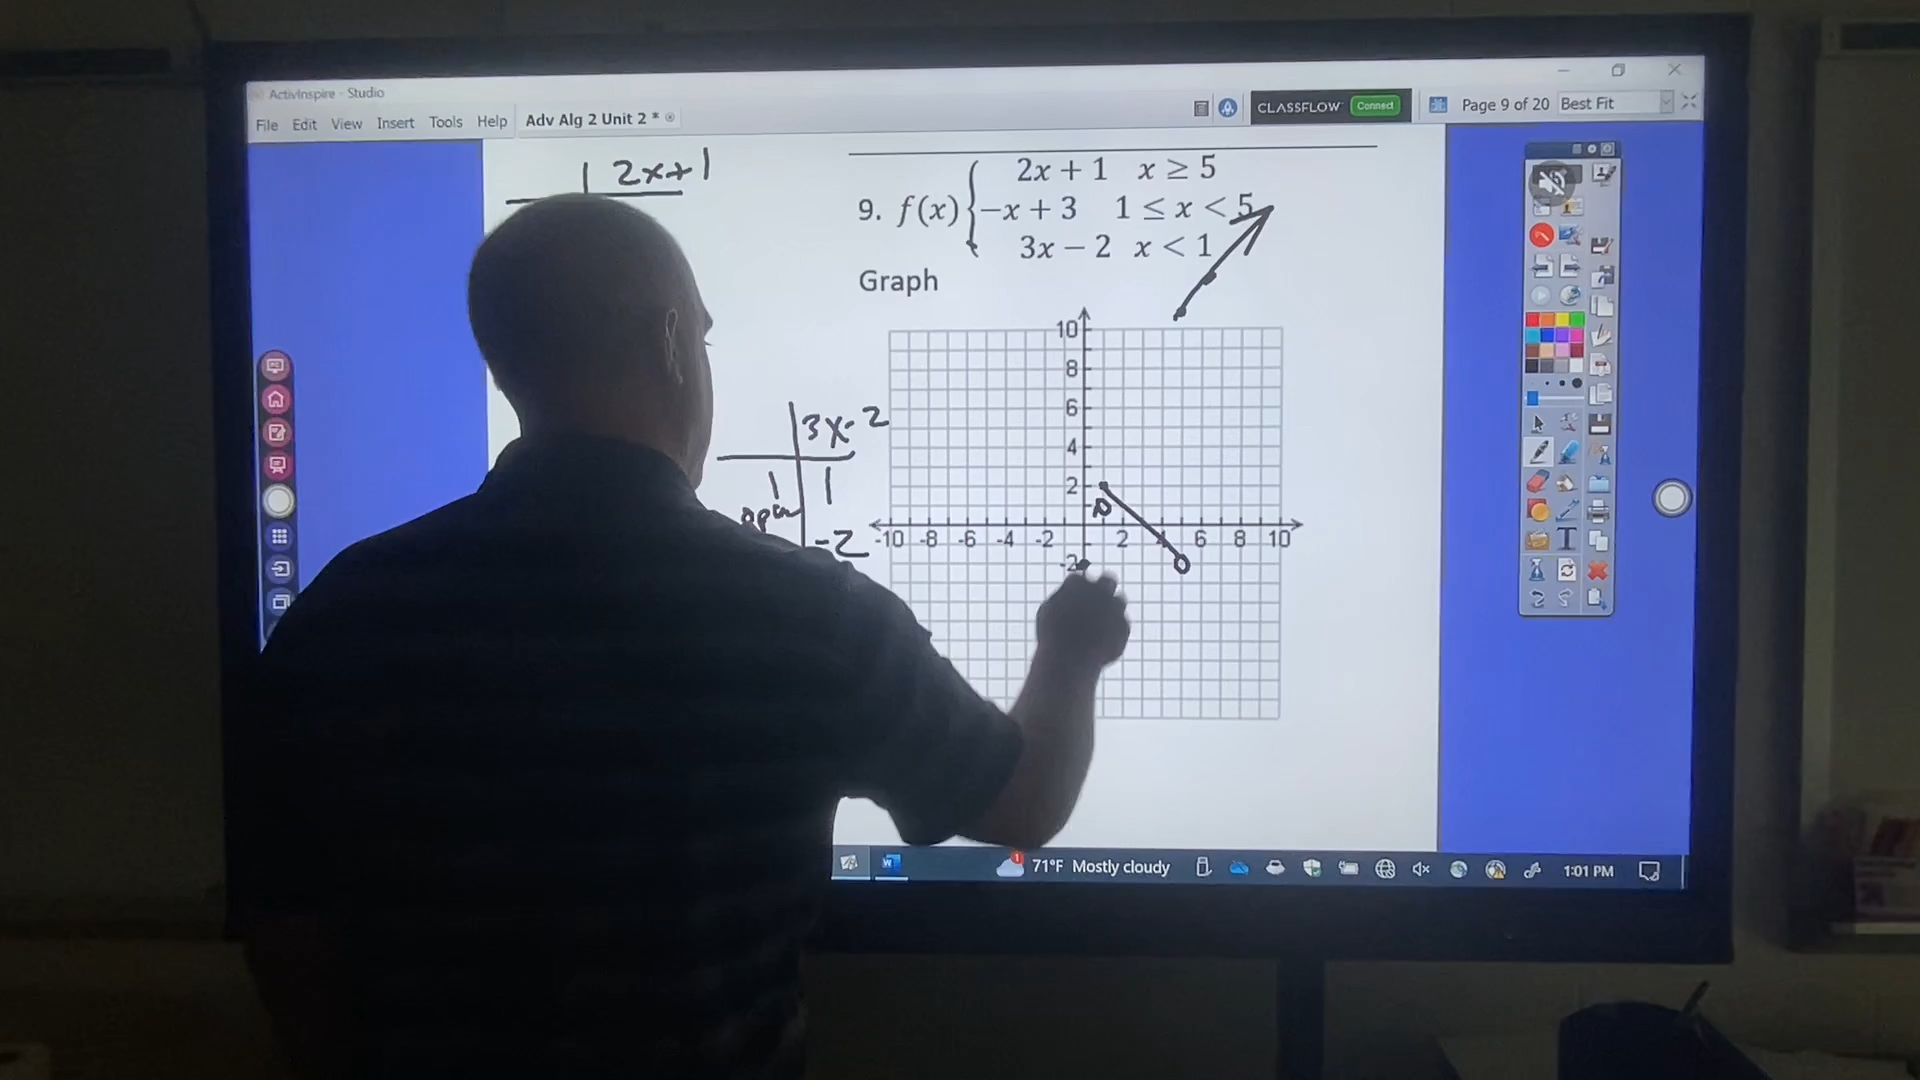 ActivInspire - Studio
File Edit View Insert Tools Help Adv Alg 2 Unit 2 *
CLASSFLOW Connect Page 9 of 20 Best Fit
2x+1
2x + 1 x ≥ 5
9. f(x) { −x + 3 1 ≤ x < 5
3x − 2 x < 1
Graph
3x-2
1 1
open
-2
10
8
6
4
2
-10 -8 -6 -4 -2 2 4 6 8 10
-2
1 71°F Mostly cloudy 1:01 PM